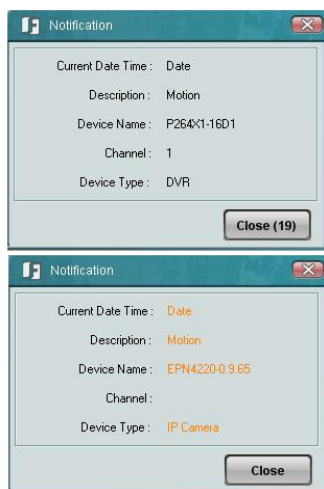 Notification
Current Date Time : Date
Description : Motion
Device Name : P264X1-16D1
Channel : 1
Device Type : DVR
Close (19)
Notification
Current Date Time : Date
Description : Motion
Device Name : EPN4220-0.9.65
Channel :
Device Type : IP Camera
Close